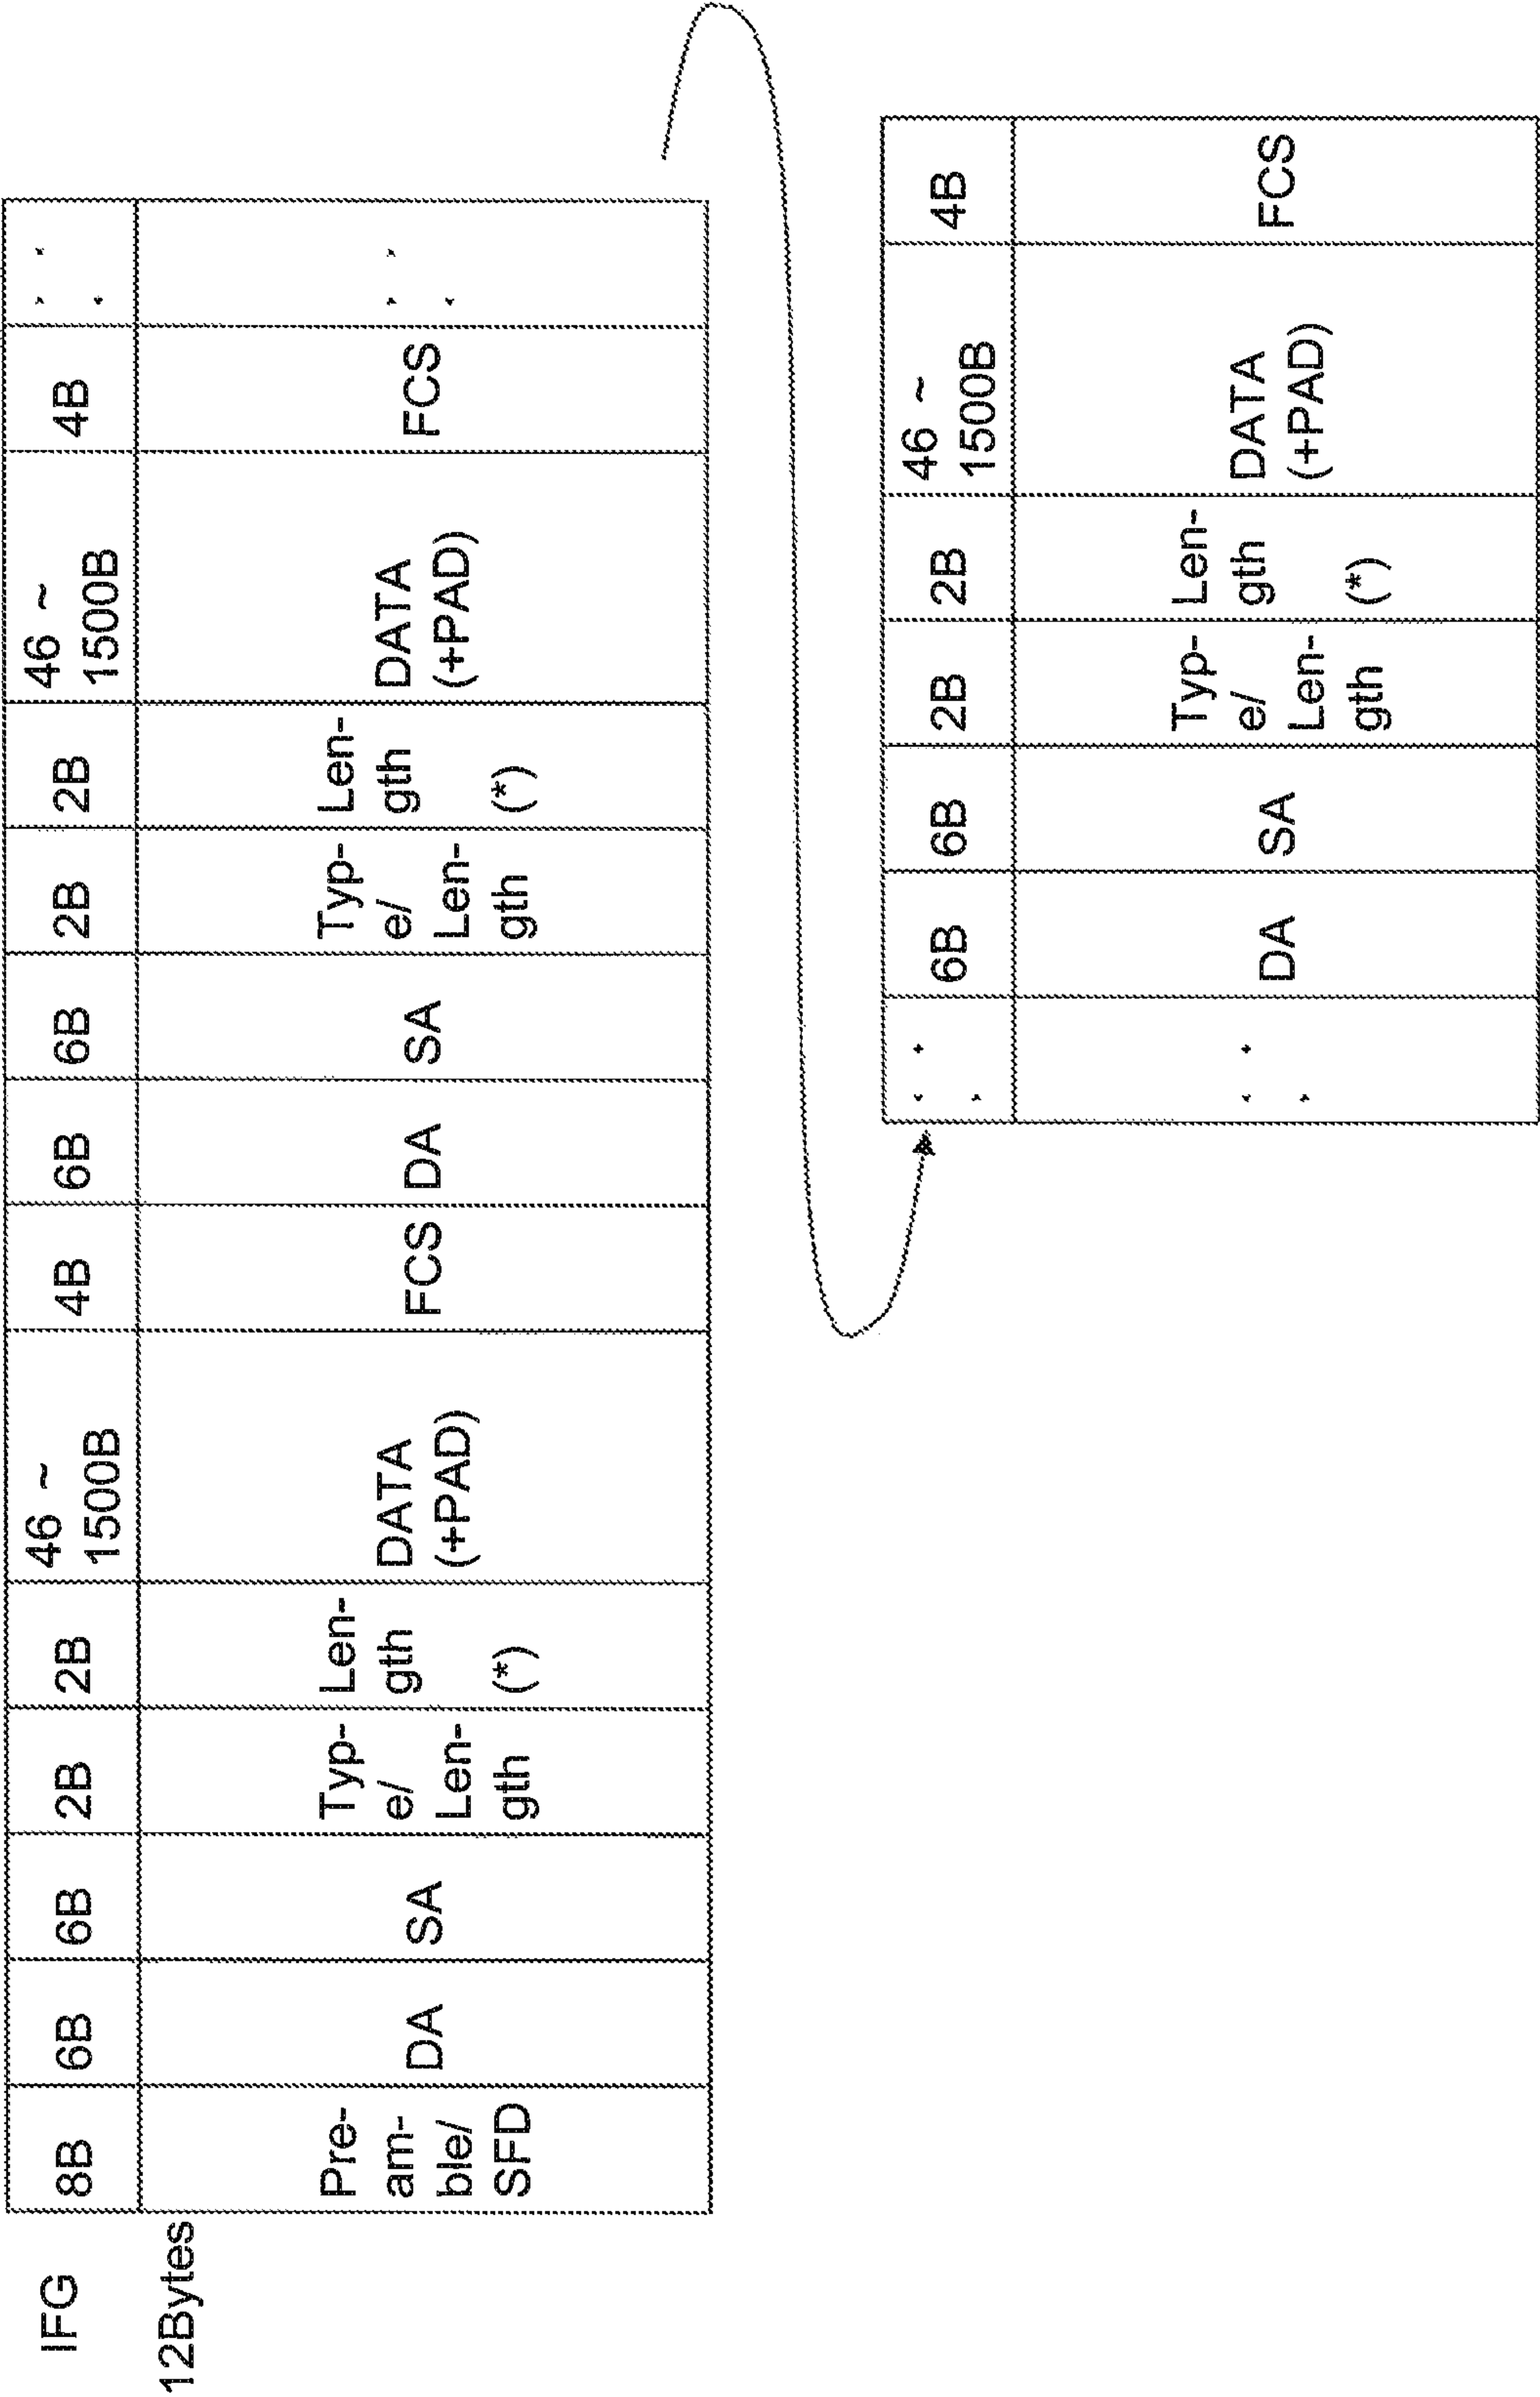 IFG
12Bytes
8B 6B 6B 2B 2B 46 ~ 4B 6B 6B 2B 2B 46 ~ 4B
1500B 1500B
Pre- DA SA Typ- Len- DATA FCS DA SA Typ- Len- DATA FCS
am- e/ gth (+PAD) e/ gth (+PAD)
ble/ Len- Len-
SFD gth (*) gth (*)
6B 6B 2B 2B 46 ~ 4B
1500B
DA SA Typ- Len- DATA FCS
e/ gth (+PAD)
Len-
gth (*)